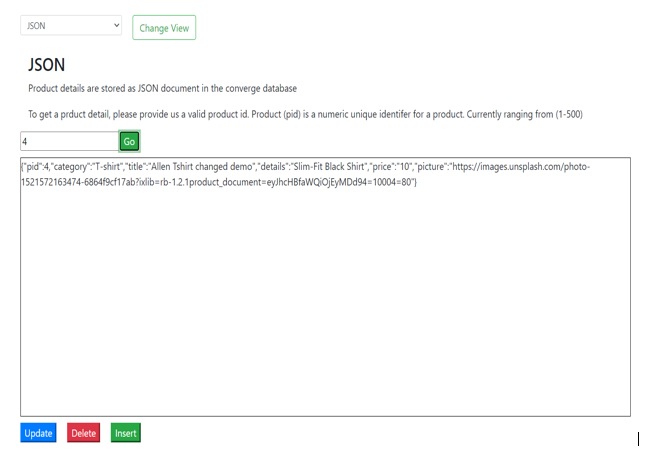 JSON
Change View
JSON
Product details are stored as JSON document in the converge database
To get a prduct detail, please provide us a valid product id. Product (pid) is a numeric unique identifer for a product. Currently ranging from (1-500)
4
Go
{"pid":4,"category":"T-shirt","title":"Allen Tshirt changed demo","details":"Slim-Fit Black Shirt","price":"10","picture":"https://images.unsplash.com/photo-
1521572163474-6864f9cf17ab?ixlib=rb-1.2.1product_document=eyJhcHBfaWQiOjEyMDd94=10004=80"}
Update
Delete
Insert